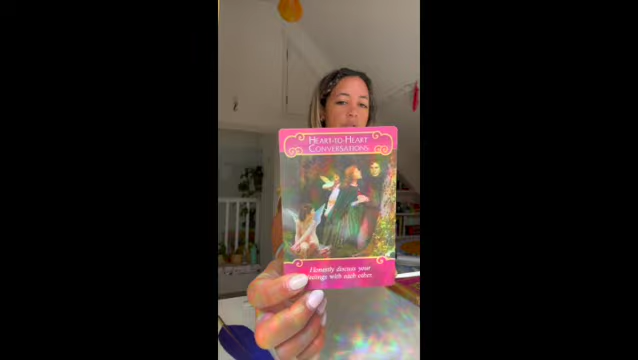 HEART-TO-HEART
CONVERSATIONS
Honestly discuss your
feelings with each other.